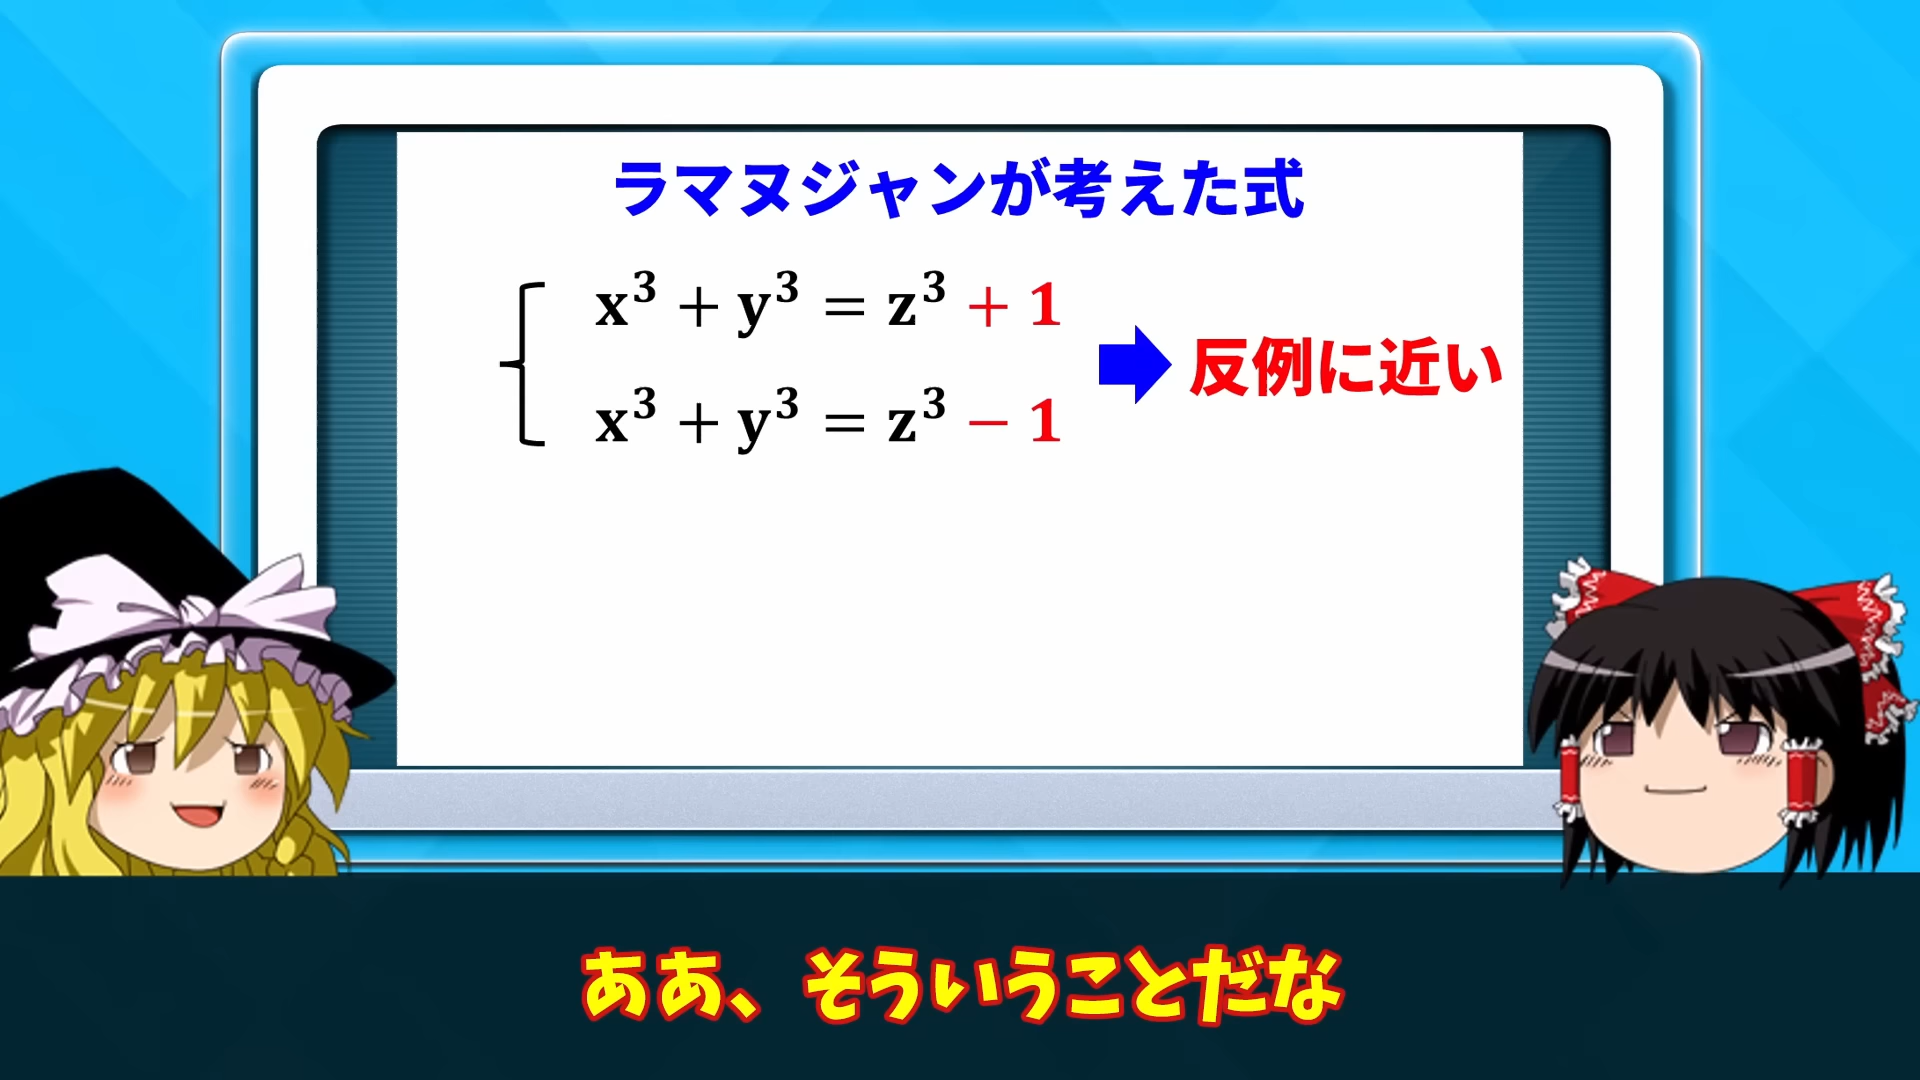 ラマヌジャンが考えた式
x³ + y³ = z³ + 1
反例に近い
x³ + y³ = z³ − 1
ああ、そういうことだな